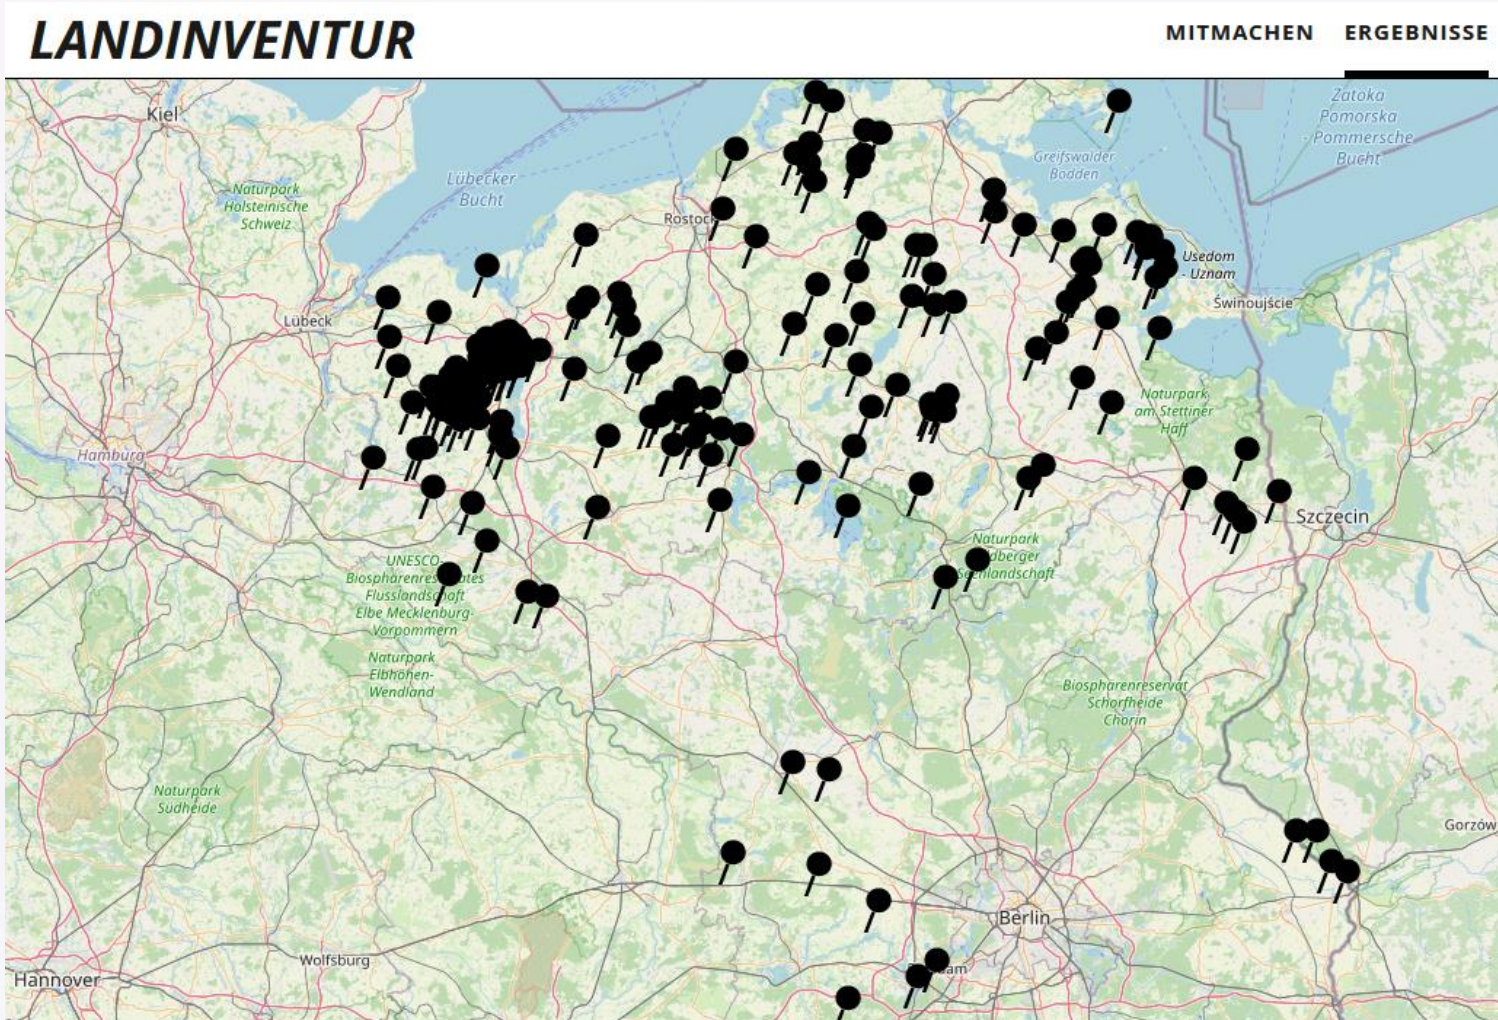 LANDINVENTUR
MITMACHEN
ERGEBNISSE
Kiel
Zatoka
Pomorska
- Pommersche
Bucht
Greifswalder
Bodden
Lübecker
Bucht
Naturpark
Holsteinische
Schweiz
Rostock
Usedom
- Uznam
Świnoujście
Lübeck
Naturpark
am Stettiner
Haff
Hamburg
Szczecin
Naturpark
Seenlandschaft
UNESCO-
Biosphärenreservates
Flusslandschaft
Elbe Mecklenburg-
Vorpommern
Naturpark
Elbhöhen-
Wendland
Biosphärenreservat
Schorfheide
Chorin
Naturpark
Südheide
Gorzów
Berlin
Wolfsburg
Hannover